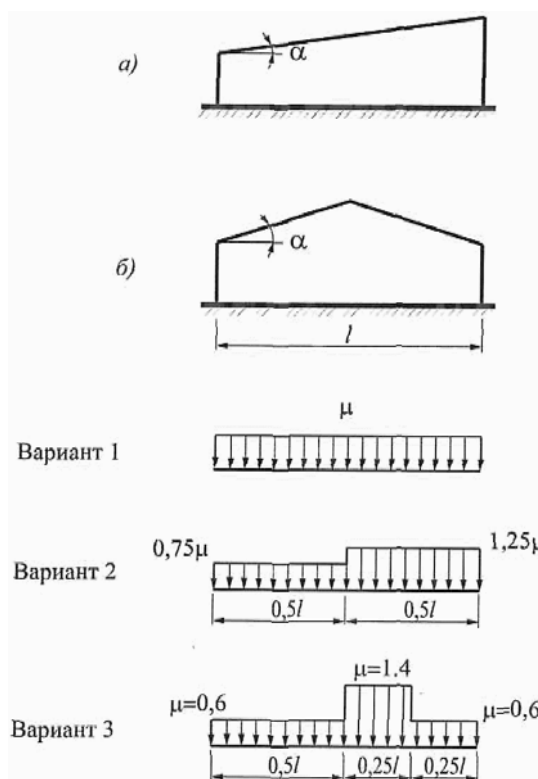 а)
α
б)
α
l
μ
Вариант 1
0,75μ
1,25μ
Вариант 2
0,5l 0,5l
μ=1.4
μ=0,6 μ=0,6
Вариант 3
0,5l 0,25l 0,25l